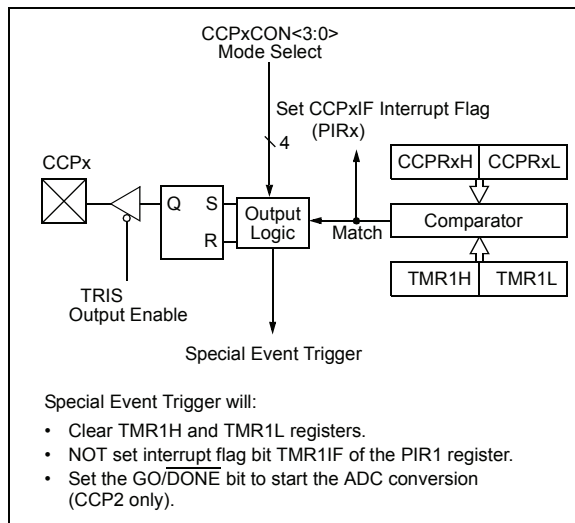 CCPxCON<3:0>
Mode Select
Set CCPxIF Interrupt Flag
(PIRx)
4
CCPx
CCPRxH CCPRxL
Q S
R
Output
Logic
Match
Comparator
TRIS
Output Enable
TMR1H TMR1L
Special Event Trigger
Special Event Trigger will:
• Clear TMR1H and TMR1L registers.
• NOT set interrupt flag bit TMR1IF of the PIR1 register.
• Set the GO/D̅O̅N̅E̅ bit to start the ADC conversion
(CCP2 only).